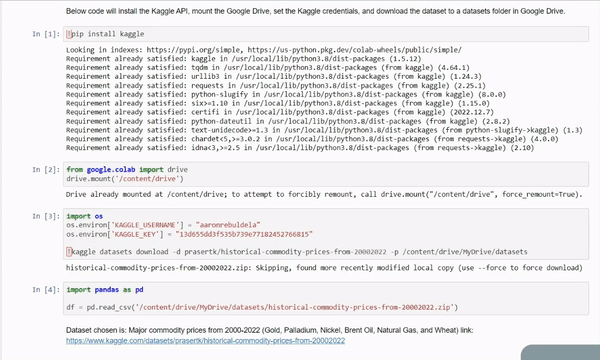 Below code will install the Kaggle API, mount the Google Drive, set the Kaggle credentials, and download the dataset to a datasets folder in Google Drive.
In [1]: !pip install kaggle
Looking in indexes: https://pypi.org/simple, https://us-python.pkg.dev/colab-wheels/public/simple/
Requirement already satisfied: kaggle in /usr/local/lib/python3.8/dist-packages (1.5.12)
Requirement already satisfied: tqdm in /usr/local/lib/python3.8/dist-packages (from kaggle) (4.64.1)
Requirement already satisfied: urllib3 in /usr/local/lib/python3.8/dist-packages (from kaggle) (1.24.3)
Requirement already satisfied: requests in /usr/local/lib/python3.8/dist-packages (from kaggle) (2.25.1)
Requirement already satisfied: python-slugify in /usr/local/lib/python3.8/dist-packages (from kaggle) (8.0.0)
Requirement already satisfied: six>=1.10 in /usr/local/lib/python3.8/dist-packages (from kaggle) (1.15.0)
Requirement already satisfied: certifi in /usr/local/lib/python3.8/dist-packages (from kaggle) (2022.12.7)
Requirement already satisfied: python-dateutil in /usr/local/lib/python3.8/dist-packages (from kaggle) (2.8.2)
Requirement already satisfied: text-unidecode>=1.3 in /usr/local/lib/python3.8/dist-packages (from python-slugify->kaggle) (1.3)
Requirement already satisfied: chardet<5,>=3.0.2 in /usr/local/lib/python3.8/dist-packages (from requests->kaggle) (4.0.0)
Requirement already satisfied: idna<3,>=2.5 in /usr/local/lib/python3.8/dist-packages (from requests->kaggle) (2.10)
In [2]: from google.colab import drive
drive.mount('/content/drive')
Drive already mounted at /content/drive; to attempt to forcibly remount, call drive.mount("/content/drive", force_remount=True).
In [3]: import os
os.environ['KAGGLE_USERNAME'] = "aaronrebuldela"
os.environ['KAGGLE_KEY'] = "13d655dd3f535b739e77182452766815"
!kaggle datasets download -d prasertk/historical-commodity-prices-from-20002022 -p /content/drive/MyDrive/datasets
historical-commodity-prices-from-20002022.zip: Skipping, found more recently modified local copy (use --force to force download)
In [4]: import pandas as pd
df = pd.read_csv('/content/drive/MyDrive/datasets/historical-commodity-prices-from-20002022.zip')
Dataset chosen is: Major commodity prices from 2000-2022 (Gold, Palladium, Nickel, Brent Oil, Natural Gas, and Wheat) link:
https://www.kaggle.com/datasets/prasertk/historical-commodity-prices-from-20002022